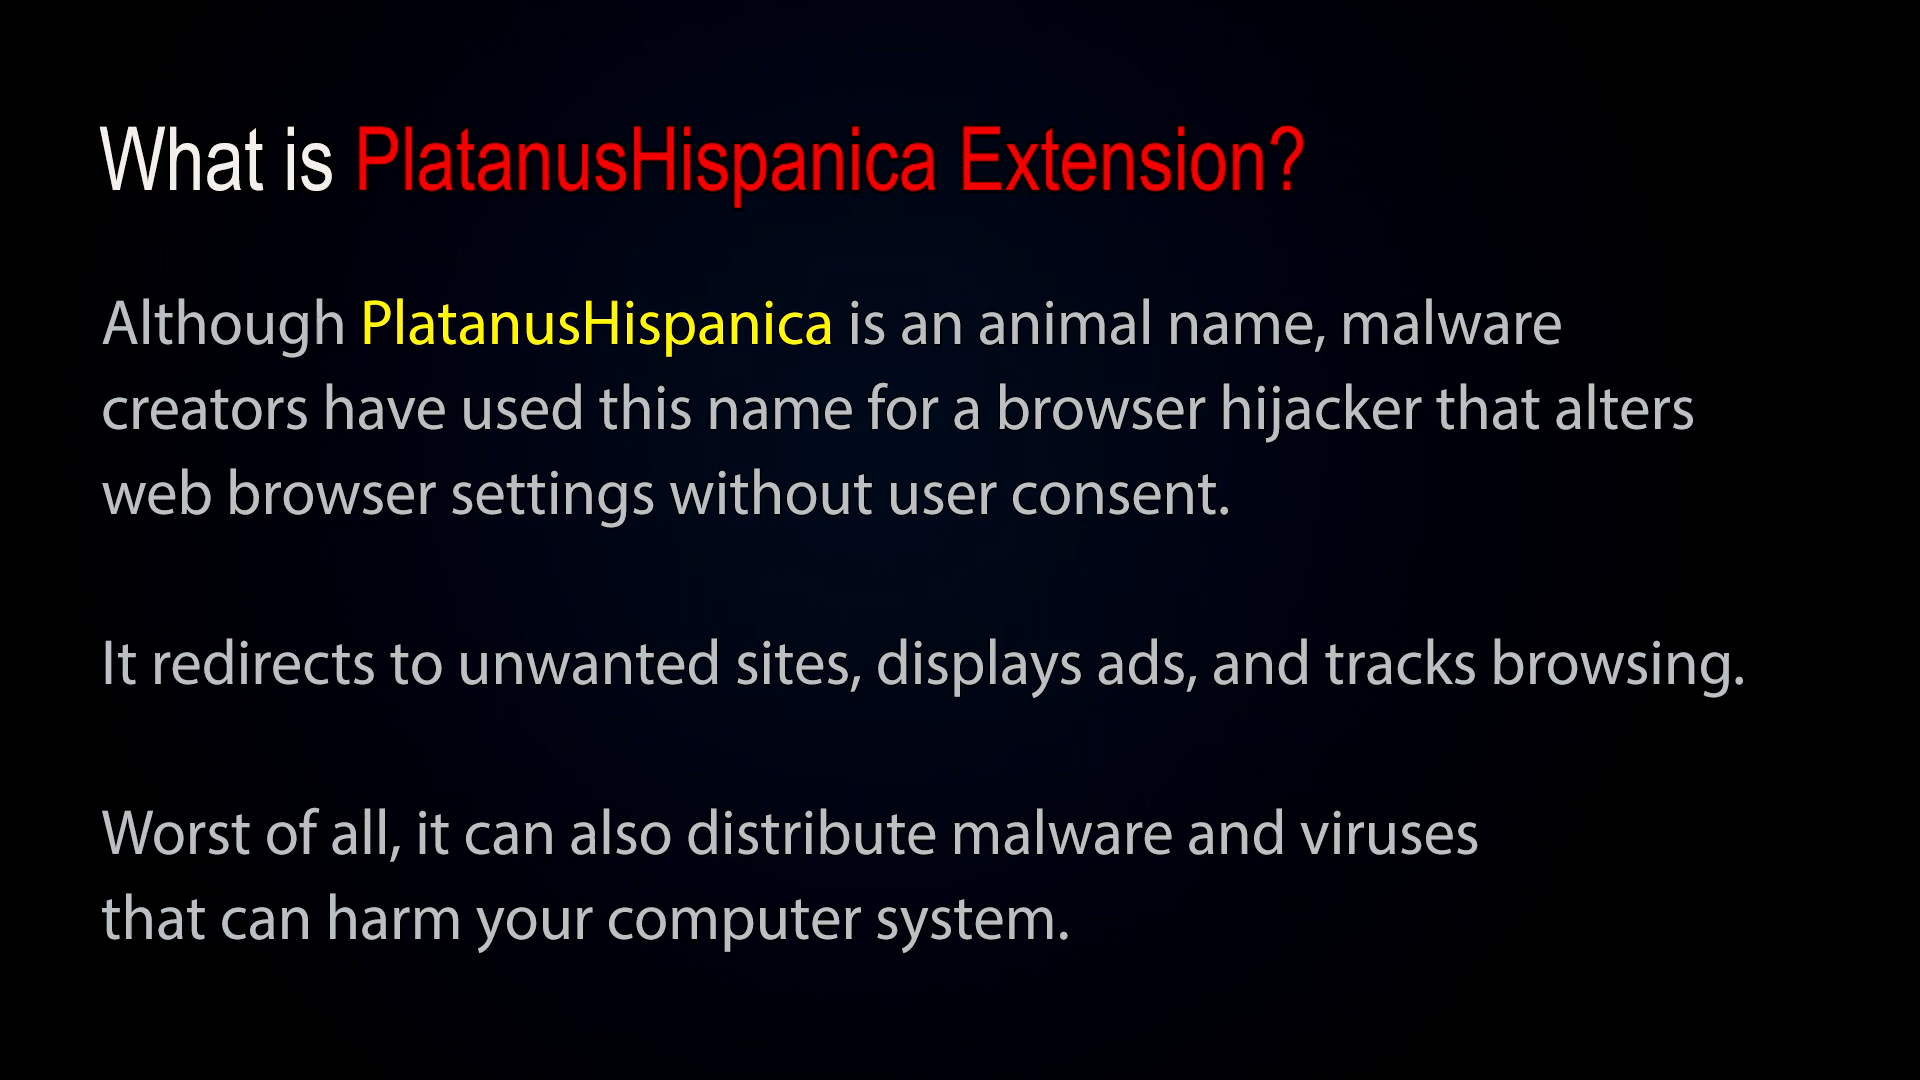 What is PlatanusHispanica Extension?
Although PlatanusHispanica is an animal name, malware
creators have used this name for a browser hijacker that alters
web browser settings without user consent.
It redirects to unwanted sites, displays ads, and tracks browsing.
Worst of all, it can also distribute malware and viruses
that can harm your computer system.